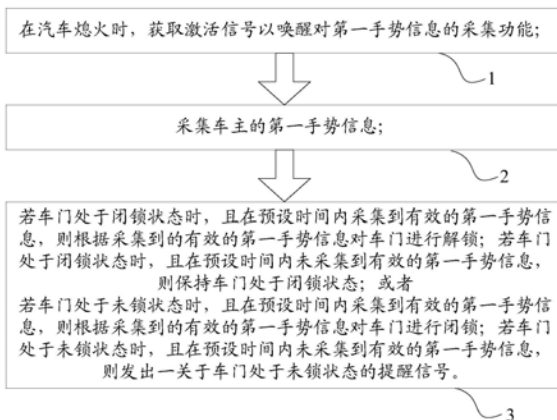 在汽车熄火时，获取激活信号以唤醒对第一手势信息的采集功能；
1
采集车主的第一手势信息；
2
若车门处于闭锁状态时，且在预设时间内采集到有效的第一手势信
息，则根据采集到的有效的第一手势信息对车门进行解锁；若车门
处于闭锁状态时，且在预设时间内未采集到有效的第一手势信息，
则保持车门处于闭锁状态；或者
若车门处于未锁状态时，且在预设时间内采集到有效的第一手势信
息，则根据采集到的有效的第一手势信息对车门进行闭锁；若车门
处于未锁状态时，且在预设时间内未采集到有效的第一手势信息，
则发出一关于车门处于未锁状态的提醒信号。
3